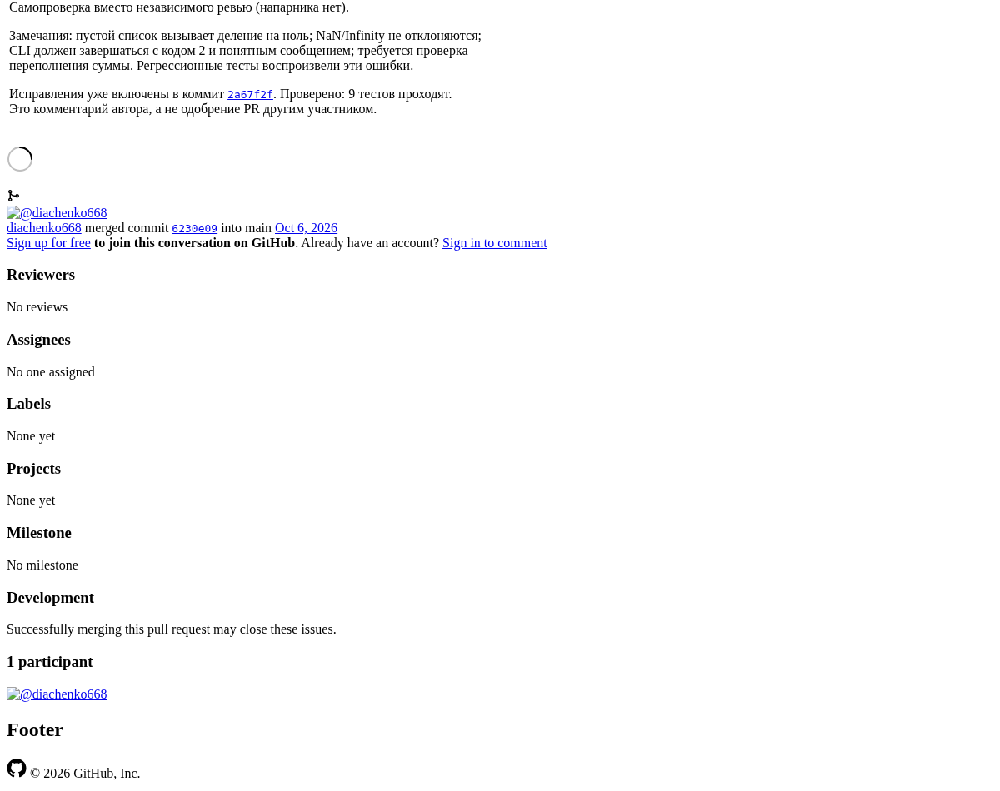 Самопроверка вместо независимого ревью (напарника нет).
Замечания: пустой список вызывает деление на ноль; NaN/Infinity не отклоняются;
CLI должен завершаться с кодом 2 и понятным сообщением; требуется проверка
переполнения суммы. Регрессионные тесты воспроизвели эти ошибки.
Исправления уже включены в коммит 2a67f2f. Проверено: 9 тестов проходят.
Это комментарий автора, а не одобрение PR другим участником.
@diachenko668
diachenko668 merged commit 6230e09 into main Oct 6, 2026
Sign up for free to join this conversation on GitHub. Already have an account? Sign in to comment
Reviewers
No reviews
Assignees
No one assigned
Labels
None yet
Projects
None yet
Milestone
No milestone
Development
Successfully merging this pull request may close these issues.
1 participant
@diachenko668
Footer
© 2026 GitHub, Inc.